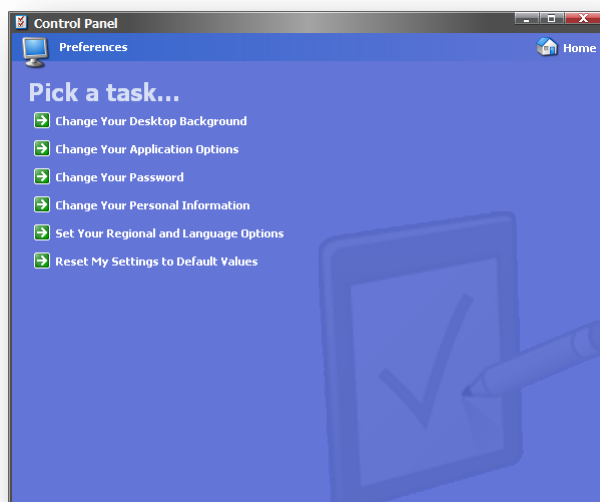 Control Panel
Preferences
Home
Pick a task...
Change Your Desktop Background
Change Your Application Options
Change Your Password
Change Your Personal Information
Set Your Regional and Language Options
Reset My Settings to Default Values